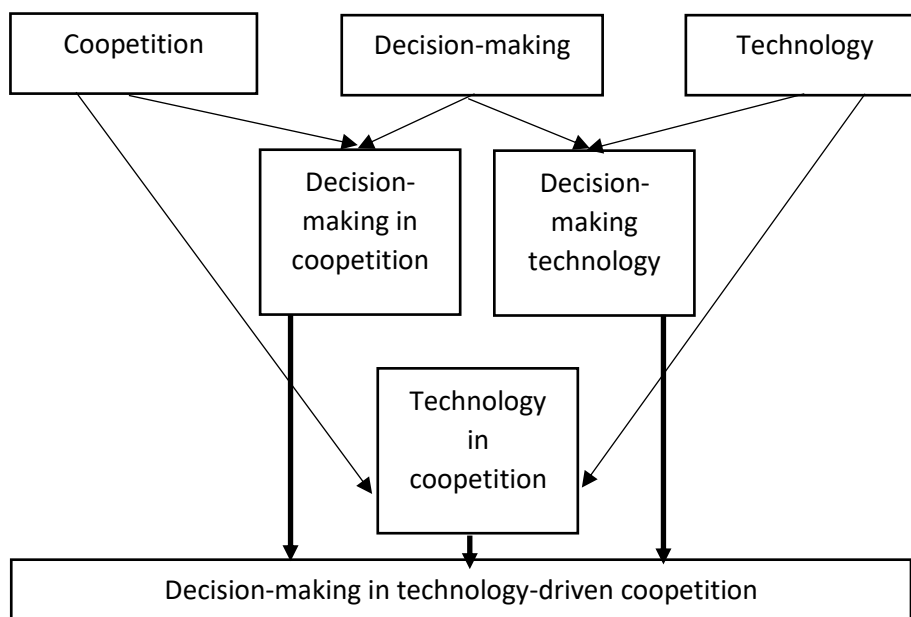 Coopetition
Decision-making
Technology
Decision-
making in
coopetition
Decision-
making
technology
Technology
in
coopetition
Decision-making in technology-driven coopetition